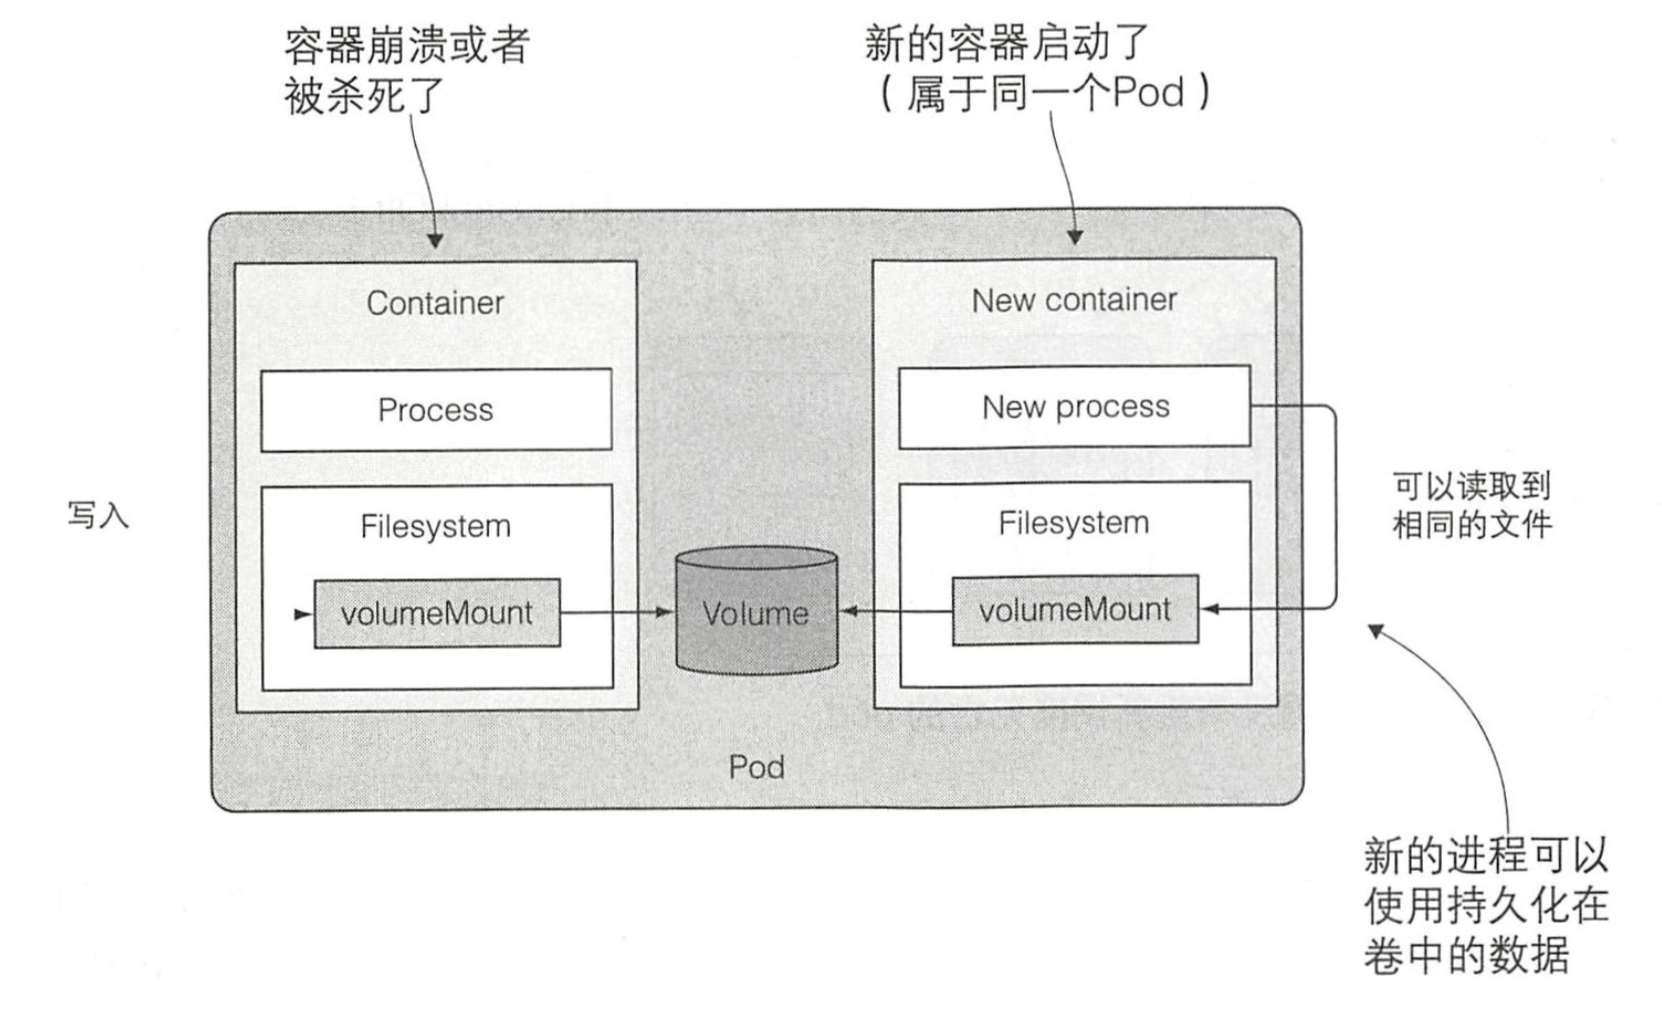 容器崩溃或者
被杀死了
新的容器启动了
（属于同一个Pod）
Container
New container
Process
New process
写入
可以读取到
相同的文件
Filesystem
Filesystem
volumeMount
Volume
volumeMount
Pod
新的进程可以
使用持久化在
卷中的数据